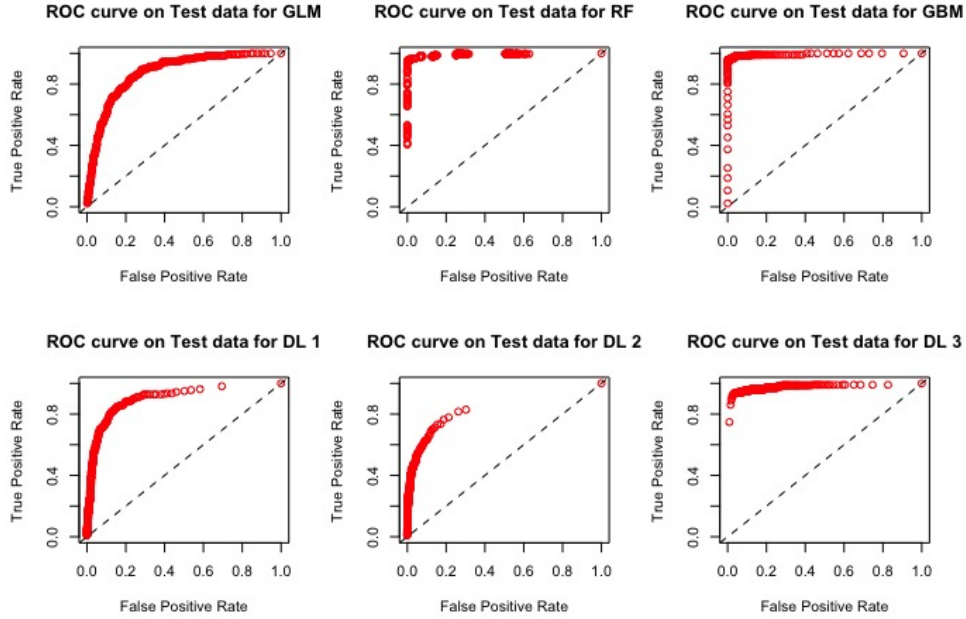 ROC curve on Test data for GLM
ROC curve on Test data for RF
ROC curve on Test data for GBM
True Positive Rate
0.0 0.4 0.8
0.0 0.2 0.4 0.6 0.8 1.0
False Positive Rate
True Positive Rate
0.0 0.4 0.8
0.0 0.2 0.4 0.6 0.8 1.0
False Positive Rate
True Positive Rate
0.0 0.4 0.8
0.0 0.2 0.4 0.6 0.8 1.0
False Positive Rate
ROC curve on Test data for DL 1
ROC curve on Test data for DL 2
ROC curve on Test data for DL 3
True Positive Rate
0.0 0.4 0.8
0.0 0.2 0.4 0.6 0.8 1.0
False Positive Rate
True Positive Rate
0.0 0.4 0.8
0.0 0.2 0.4 0.6 0.8 1.0
False Positive Rate
True Positive Rate
0.0 0.4 0.8
0.0 0.2 0.4 0.6 0.8 1.0
False Positive Rate